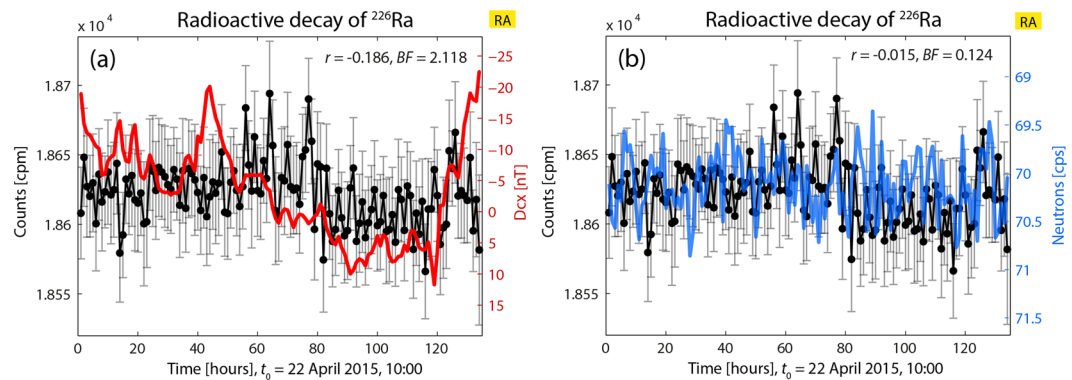 Radioactive decay of ²²⁶Ra
RA
x 10⁴
(a)
r = -0.186, BF = 2.118
1.87
1.865
1.86
1.855
Counts [cpm]
-25
-20
-15
-10
-5
0
5
10
15
Dcx [nT]
0 20 40 60 80 100 120
Time [hours], t₀ = 22 April 2015, 10:00
Radioactive decay of ²²⁶Ra
RA
x 10⁴
(b)
r = -0.015, BF = 0.124
1.87
1.865
1.86
1.855
Counts [cpm]
69
69.5
70
70.5
71
71.5
Neutrons [cps]
0 20 40 60 80 100 120
Time [hours], t₀ = 22 April 2015, 10:00